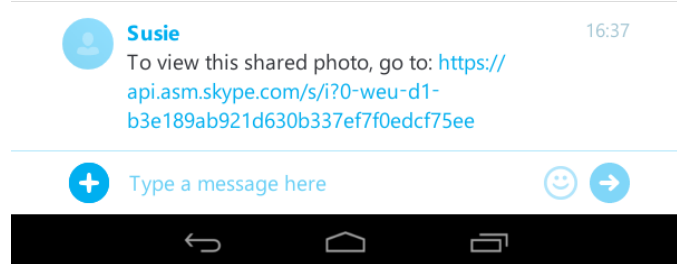 Susie
16:37
To view this shared photo, go to: https://
api.asm.skype.com/s/i?0-weu-d1-
b3e189ab921d630b337ef7f0edcf75ee
Type a message here